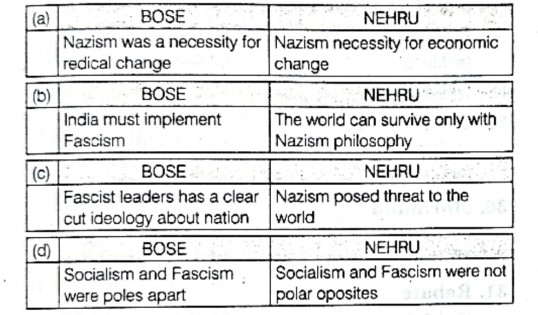 (a) BOSE NEHRU
Nazism was a necessity for Nazism necessity for economic
redical change change
(b) BOSE NEHRU
India must implement The world can survive only with
Fascism Nazism philosophy
(c) BOSE NEHRU
Fascist leaders has a clear Nazism posed threat to the
cut ideology about nation world
(d) BOSE NEHRU
Socialism and Fascism Socialism and Fascism were not
were poles apart polar oposites